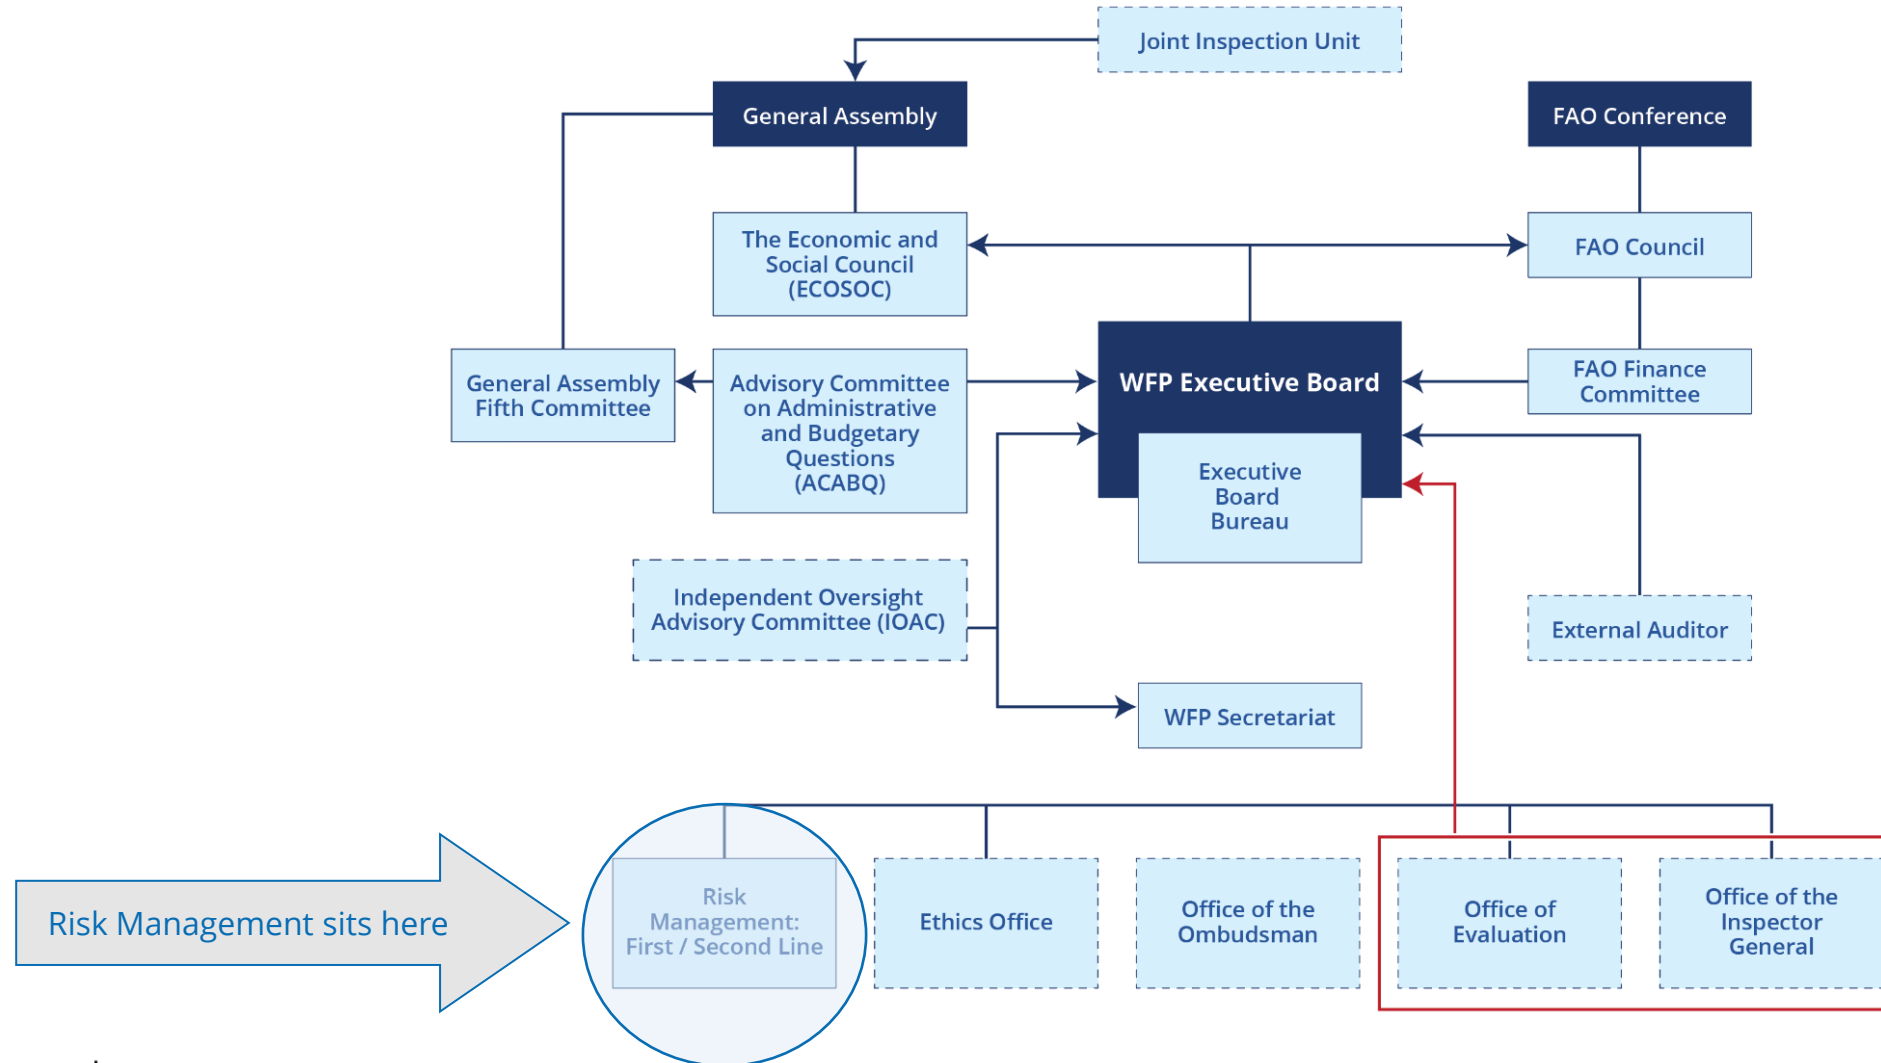 Joint Inspection Unit
General Assembly
FAO Conference
The Economic and
Social Council
(ECOSOC)
FAO Council
General Assembly
Fifth Committee
Advisory Committee
on Administrative
and Budgetary
Questions
(ACABQ)
WFP Executive Board
FAO Finance
Committee
Executive
Board
Bureau
Independent Oversight
Advisory Committee (IOAC)
External Auditor
WFP Secretariat
Risk Management sits here
Risk
Management:
First / Second Line
Ethics Office
Office of the
Ombudsman
Office of
Evaluation
Office of the
Inspector
General